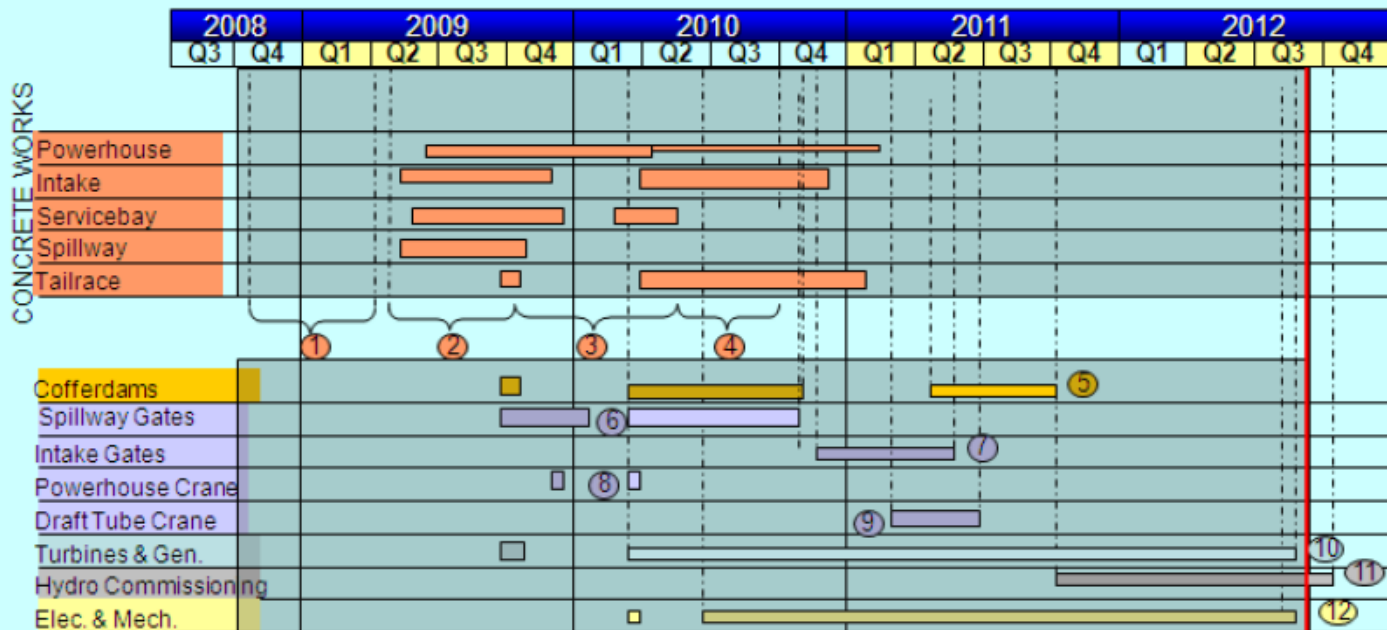 2008 2009 2010 2011 2012
Q3 Q4 Q1 Q2 Q3 Q4 Q1 Q2 Q3 Q4 Q1 Q2 Q3 Q4 Q1 Q2 Q3 Q4
CONCRETE WORKS
Powerhouse
Intake
Servicebay
Spillway
Tailrace
1 2 3 4
Cofferdams 5
Spillway Gates 6
Intake Gates 7
Powerhouse Crane 8
Draft Tube Crane 9
Turbines & Gen. 10
Hydro Commissioning 11
Elec. & Mech. 12